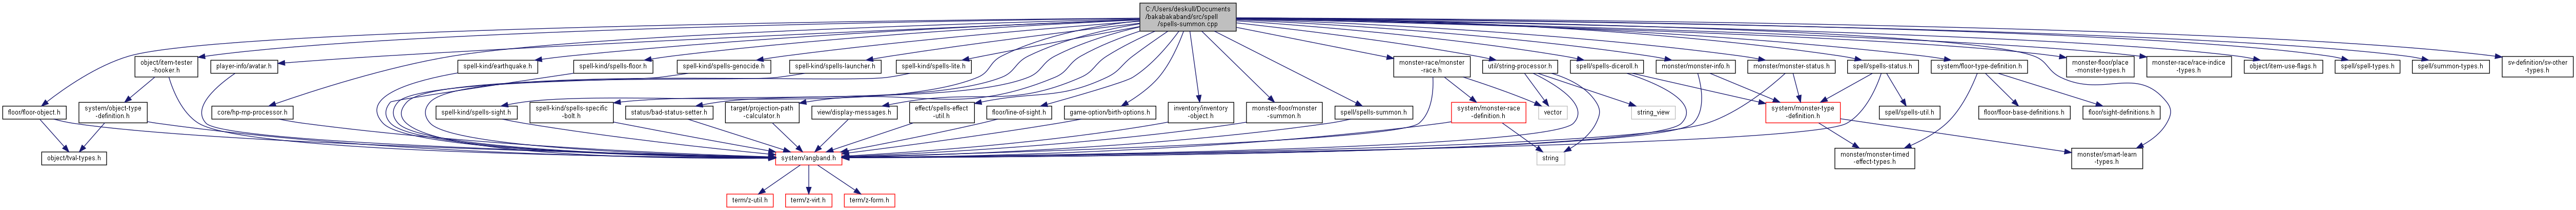 C:/Users/deskull/Documents
/bakabakaband/src/spell
/spells-summon.cpp
object/item-tester
-hooker.h
player-info/avatar.h
spell-kind/earthquake.h
spell-kind/spells-floor.h
spell-kind/spells-genocide.h
spell-kind/spells-launcher.h
spell-kind/spells-lite.h
monster-race/monster
-race.h
util/string-processor.h
spell/spells-diceroll.h
monster/monster-info.h
monster/monster-status.h
spell/spells-status.h
system/floor-type-definition.h
monster-floor/place
-monster-types.h
monster-race/race-indice
-types.h
object/item-use-flags.h
spell/spell-types.h
spell/summon-types.h
sv-definition/sv-other
-types.h
floor/floor-object.h
system/object-type
-definition.h
core/hp-mp-processor.h
spell-kind/spells-sight.h
spell-kind/spells-specific
-bolt.h
status/bad-status-setter.h
target/projection-path
-calculator.h
view/display-messages.h
effect/spells-effect
-util.h
floor/line-of-sight.h
game-option/birth-options.h
inventory/inventory
-object.h
monster-floor/monster
-summon.h
spell/spells-summon.h
system/monster-race
-definition.h
vector
string_view
system/monster-type
-definition.h
spell/spells-util.h
floor/floor-base-definitions.h
floor/sight-definitions.h
object/tval-types.h
system/angband.h
string
monster/monster-timed
-effect-types.h
monster/smart-learn
-types.h
term/z-util.h
term/z-virt.h
term/z-form.h